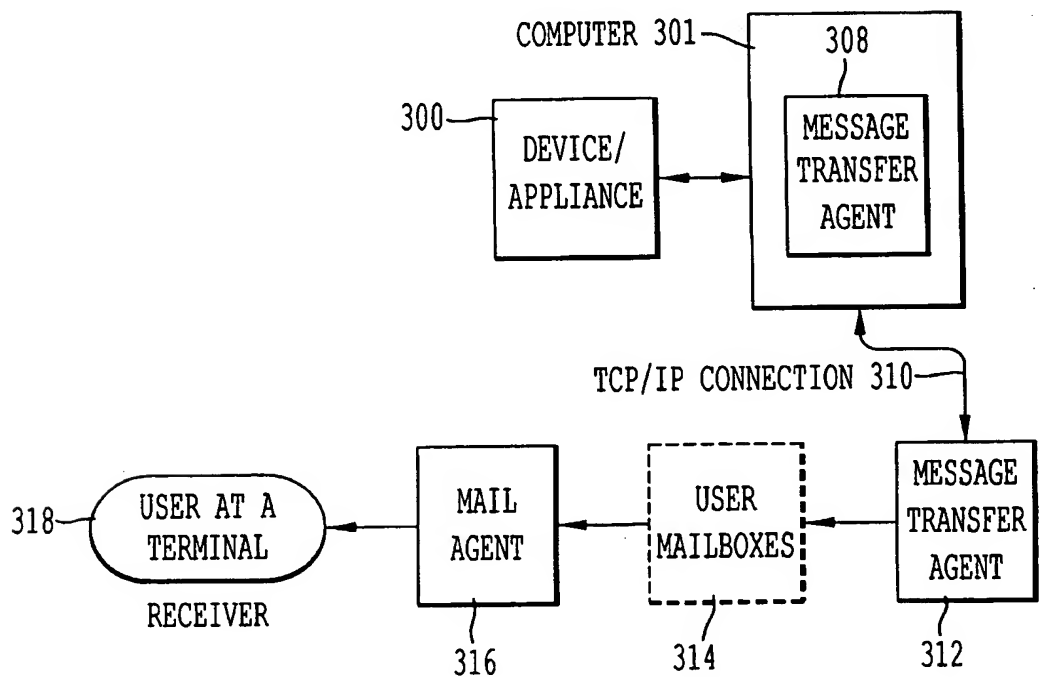 COMPUTER 301
308
300
DEVICE/
APPLIANCE
MESSAGE
TRANSFER
AGENT
TCP/IP CONNECTION 310
318
USER AT A
TERMINAL
RECEIVER
MAIL
AGENT
316
USER
MAILBOXES
314
MESSAGE
TRANSFER
AGENT
312